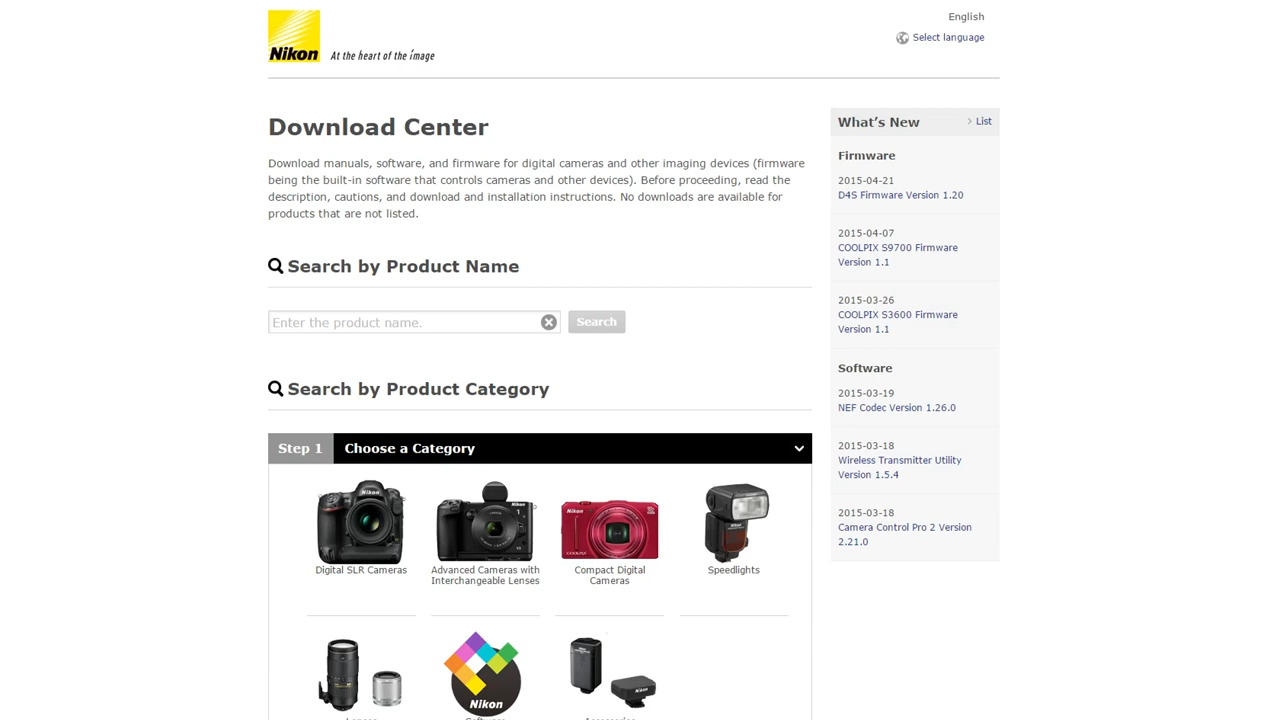 English
Select language
Nikon
At the heart of the image
Download Center
Download manuals, software, and firmware for digital cameras and other imaging devices (firmware
being the built-in software that controls cameras and other devices). Before proceeding, read the
description, cautions, and download and installation instructions. No downloads are available for
products that are not listed.
Search by Product Name
Enter the product name.
Search
Search by Product Category
Step 1
Choose a Category
Nikon
Nikon
Nikon
COOLPIX
Digital SLR Cameras
Advanced Cameras with
Interchangeable Lenses
Compact Digital
Cameras
Speedlights
Nikon
Nikon
Lenses
Software
Accessories
What's New
List
Firmware
2015-04-21
D4S Firmware Version 1.20
2015-04-07
COOLPIX S9700 Firmware
Version 1.1
2015-03-26
COOLPIX S3600 Firmware
Version 1.1
Software
2015-03-19
NEF Codec Version 1.26.0
2015-03-18
Wireless Transmitter Utility
Version 1.5.4
2015-03-18
Camera Control Pro 2 Version
2.21.0